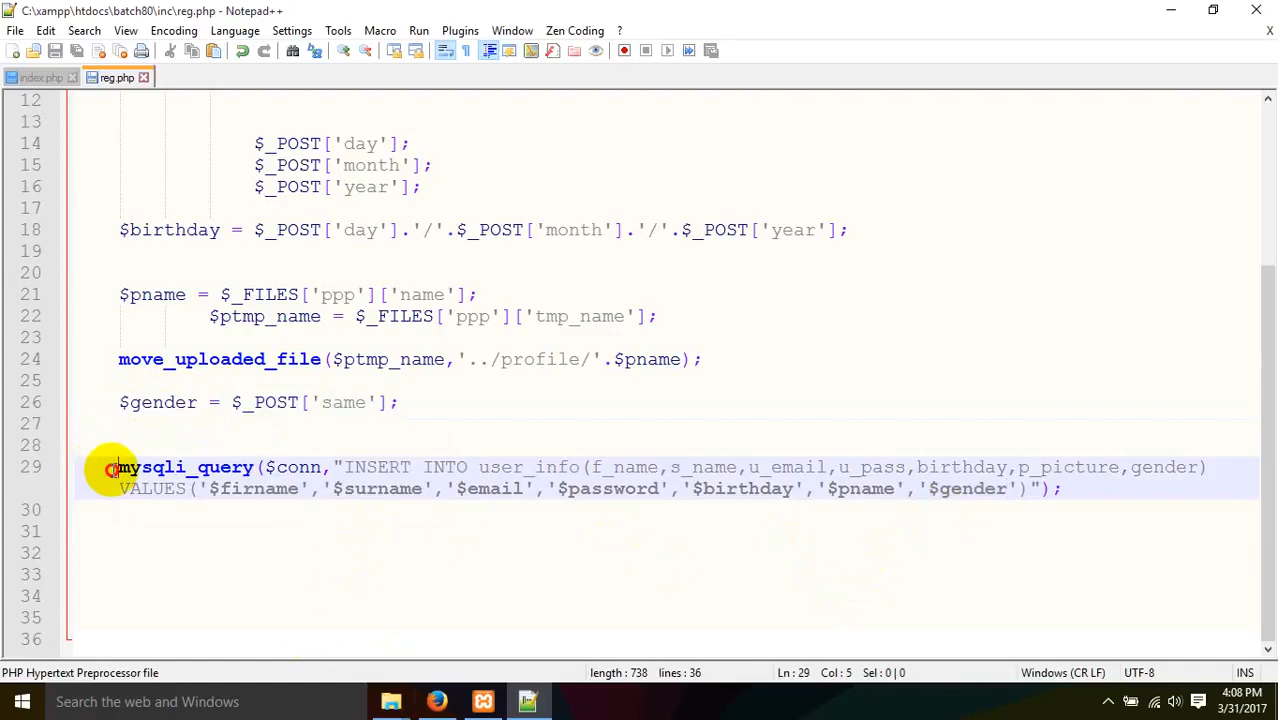 C:\xampp\htdocs\batch80\inc\reg.php - Notepad++
File Edit Search View Encoding Language Settings Tools Macro Run Plugins Window Zen Coding ?
X
index.php reg.php
12
13
14 $_POST['day'];
15 $_POST['month'];
16 $_POST['year'];
17
18 $birthday = $_POST['day'].'/'.$_POST['month'].'/'.$_POST['year'];
19
20
21 $pname = $_FILES['ppp']['name'];
22 $ptmp_name = $_FILES['ppp']['tmp_name'];
23
24 move_uploaded_file($ptmp_name,'../profile/'.$pname);
25
26 $gender = $_POST['same'];
27
28
29 mysqli_query($conn,"INSERT INTO user_info(f_name,s_name,u_email,u_pass,birthday,p_picture,gender)
VALUES('$firname','$surname','$email','$password','$birthday','$pname','$gender')");
30
31
32
33
34
35
36
PHP Hypertext Preprocessor file length : 738 lines : 36 Ln : 29 Col : 5 Sel : 0 | 0 Windows (CR LF) UTF-8 INS
Search the web and Windows
4:08 PM
3/31/2017